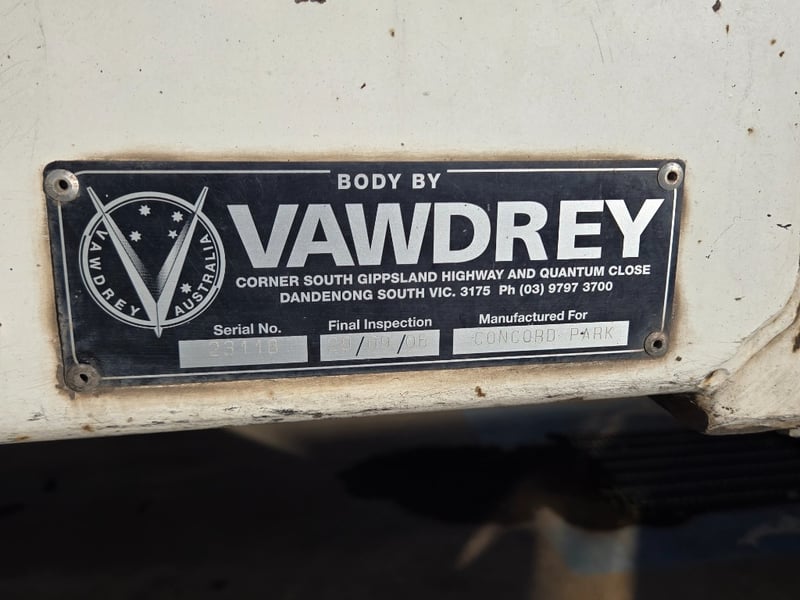 BODY BY
VAWDREY
CORNER SOUTH GIPPSLAND HIGHWAY AND QUANTUM CLOSE
DANDENONG SOUTH VIC. 3175 Ph (03) 9797 3700
VAWDREY AUSTRALIA
Serial No. Final Inspection Manufactured For
CONCORD PARK